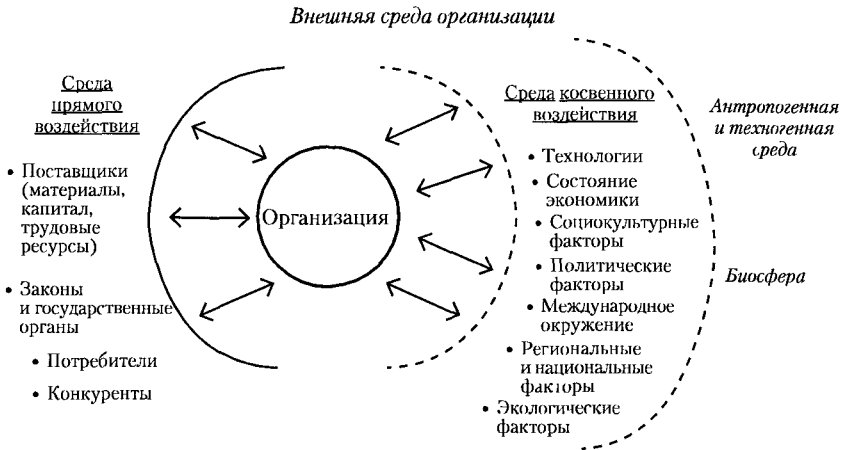 Внешняя среда организации
Среда
прямого
воздействия
• Поставщики
(материалы,
капитал,
трудовые
ресурсы)
• Законы
и государственные
органы
• Потребители
• Конкуренты
Организация
Среда косвенного
воздействия
• Технологии
• Состояние
экономики
• Социокультурные
факторы
• Политические
факторы
• Международное
окружение
• Региональные
и национальные
факторы
• Экологические
факторы
Антропогенная
и техногенная
среда
Биосфера